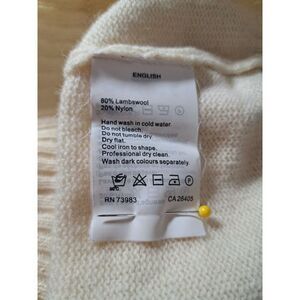 ENGLISH
80% Lambswool
20% Nylon
Hand wash in cold water
Do not bleach.
Do not tumble dry.
Dry flat.
Cool iron to shape.
Professional dry clean.
Wash dark colours separately.
RN 73983 CA 26405